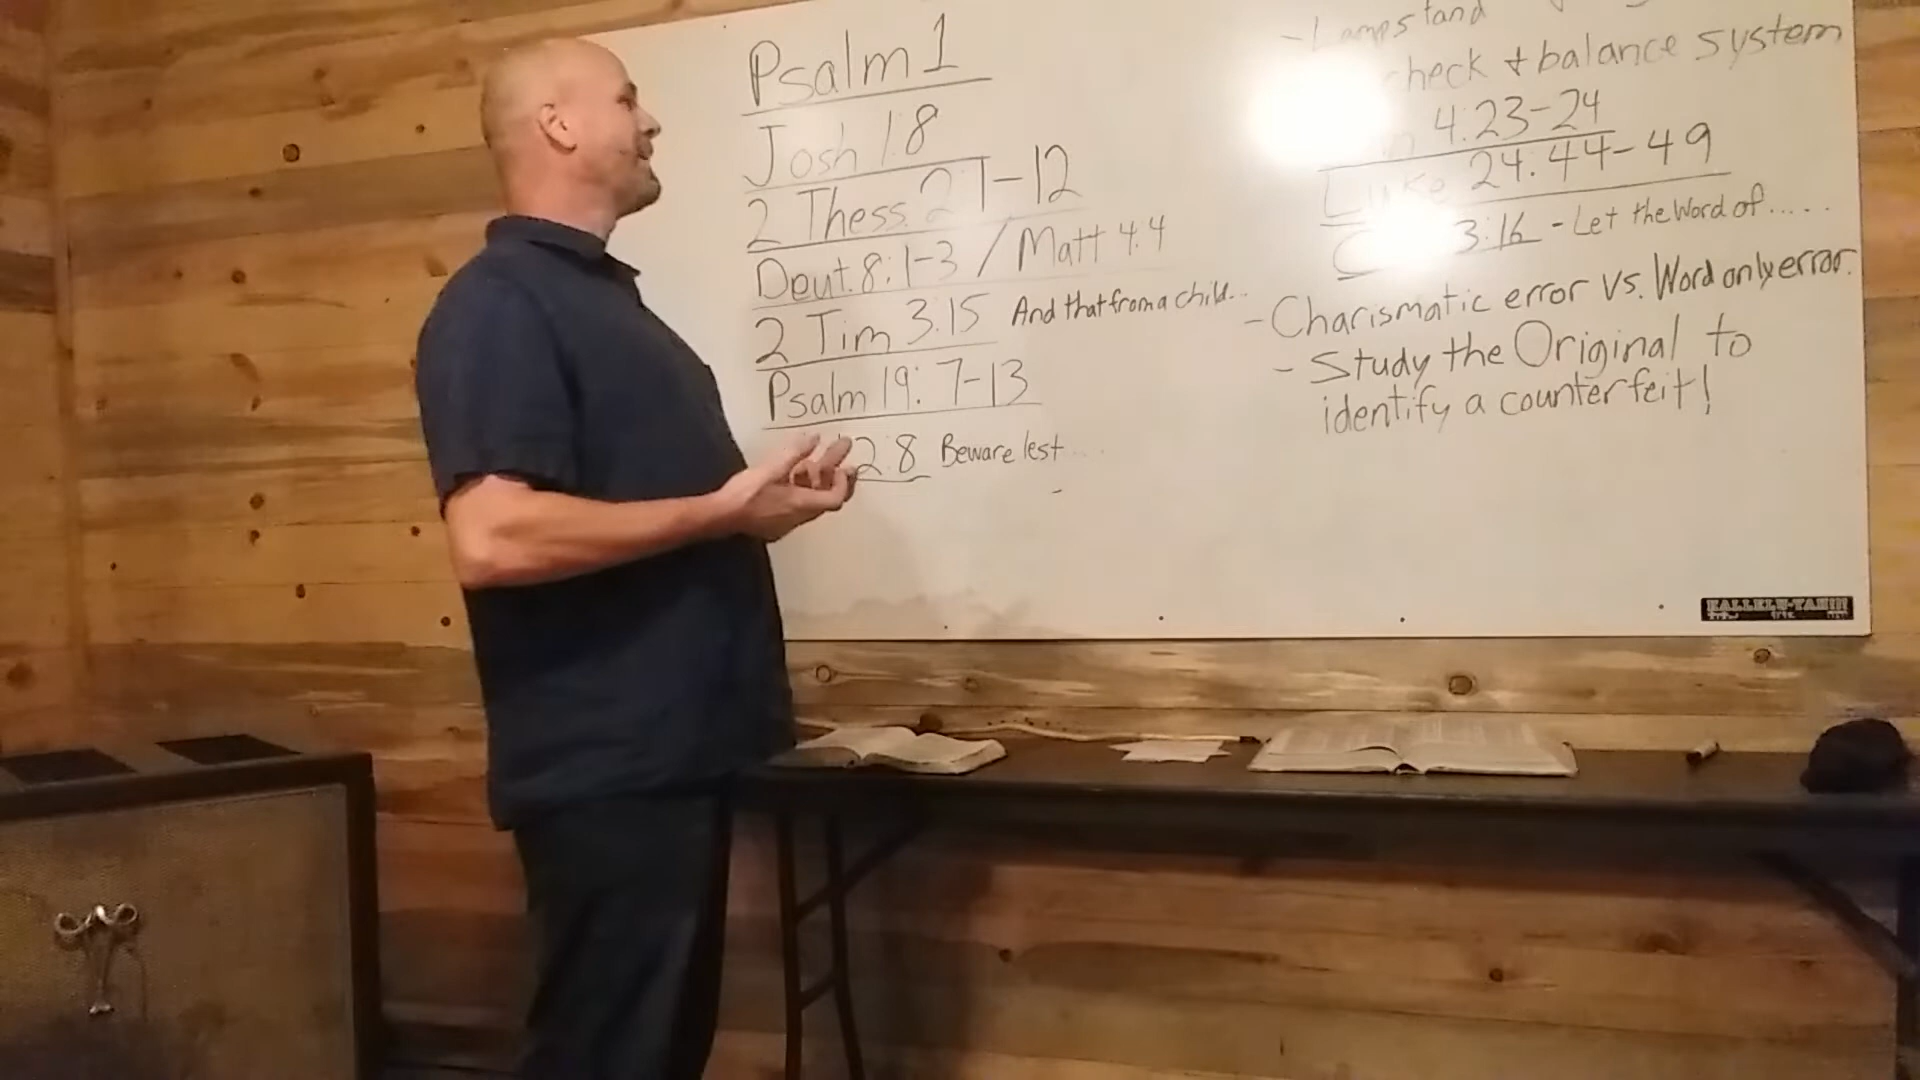 Psalm 1
Josh 1:8
2 Thess. 2:1-12
Deut. 8:1-3 / Matt 4:4
2 Tim 3:15 And that from a child...
Psalm 19:7-13
2:8 Beware lest....
- Lampstand
check + balance system
4:23-24
Luke 24:44-49
3:16 - Let the Word of.....
- Charismatic error vs. Word only error.
- Study the Original to
identify a counterfeit!